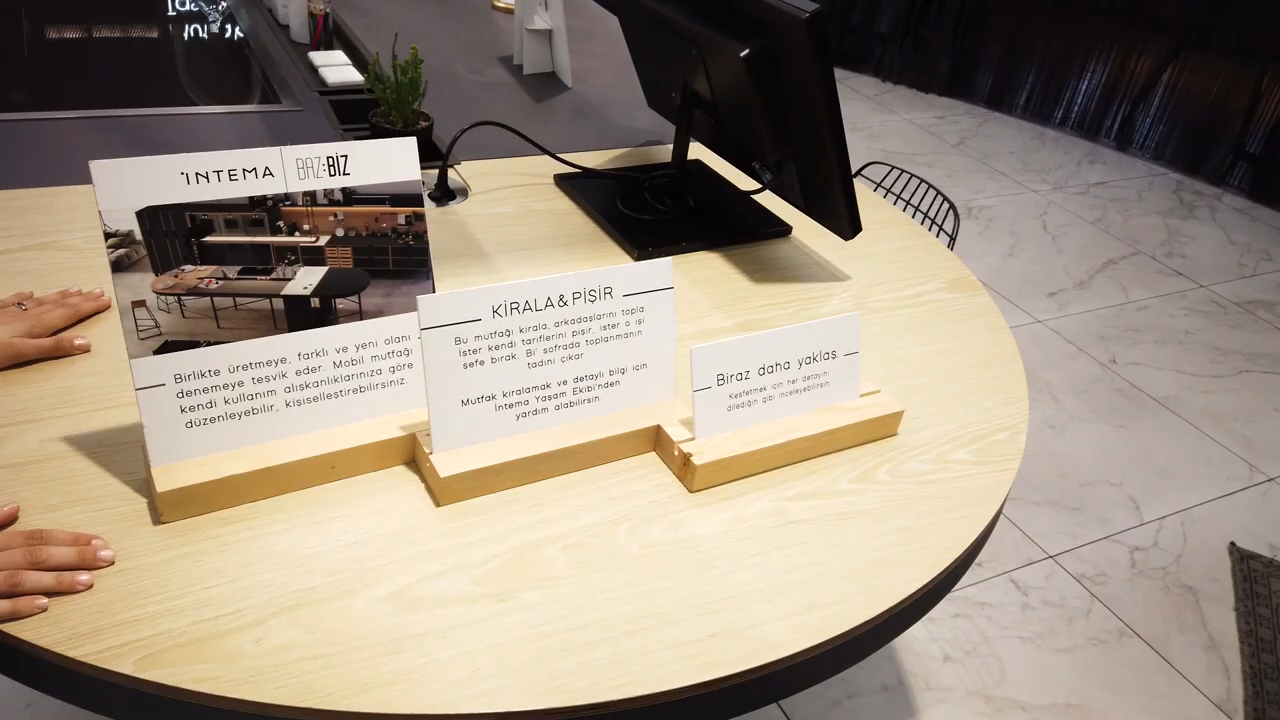 INTEMA | BAZ:BİZ
Birlikte üretmeye, farklı ve yeni olanı
denemeye teşvik eder. Mobil mutfağı
kendi kullanım alışkanlıklarınıza göre
düzenleyebilir, kişiselleştirebilirsiniz.
KİRALA&PİŞİR
Bu mutfağı kirala, arkadaşlarını topla
İster kendi tariflerini pişir, ister o işi
şefe bırak. Bi' sofrada toplanmanın
tadını çıkar.
Mutfak kiralamak ve detaylı bilgi için
İntema Yaşam Ekibi'nden
yardım alabilirsin.
Biraz daha yaklaş.
Keşfetmek için her detayını
dilediğin gibi inceleyebilirsin